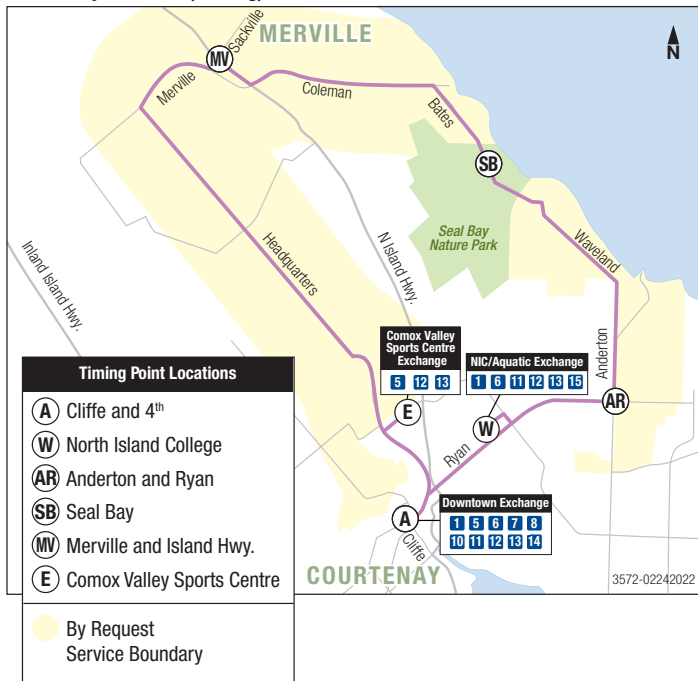 MERVILLE
Sackville
MV
Merville
Coleman
N
Bates
SB
Seal Bay
Nature Park
Waveland
Headquarters
N Island Hwy.
Inland Island Hwy.
Anderton
Comox Valley
Sports Centre
Exchange
5 12 13
NIC/Aquatic Exchange
1 6 11 12 13 15
E
W
AR
Ryan
A
Cliffe
Downtown Exchange
1 5 6 7 8
10 11 12 13 14
COURTENAY
3572-02242022
Timing Point Locations
A Cliffe and 4th
W North Island College
AR Anderton and Ryan
SB Seal Bay
MV Merville and Island Hwy.
E Comox Valley Sports Centre
By Request
Service Boundary